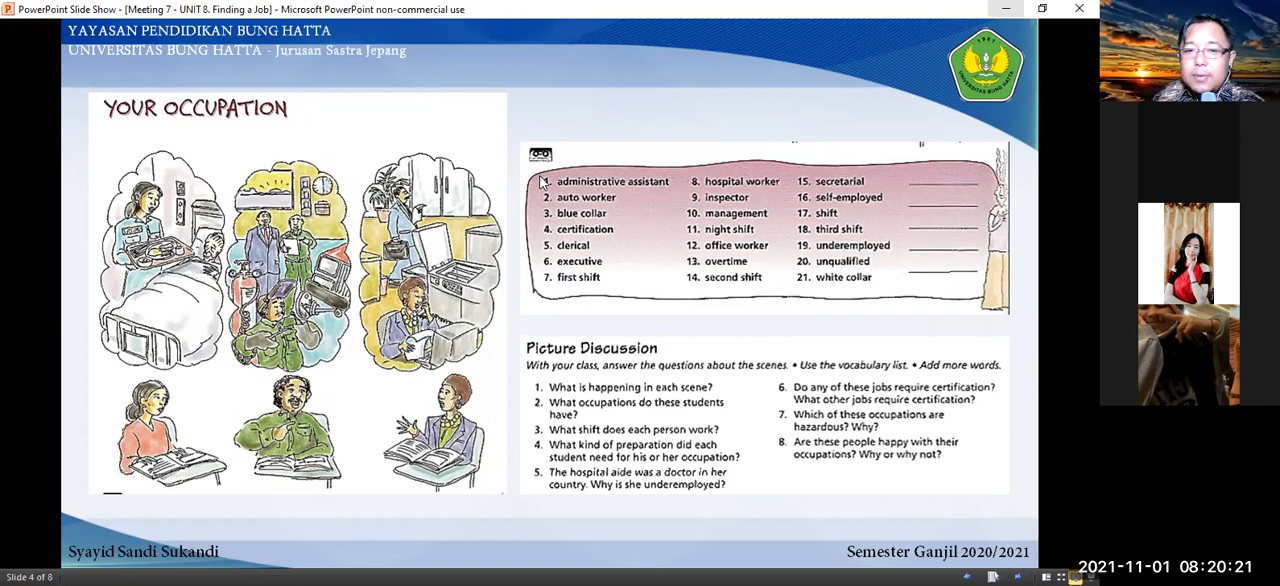 PowerPoint Slide Show - [Meeting 7 - UNIT 8. Finding a Job] - Microsoft PowerPoint non-commercial use
YAYASAN PENDIDIKAN BUNG HATTA
UNIVERSITAS BUNG HATTA - Jurusan Sastra Jepang
1981
UNIVERSITAS BUNG HATTA
YOUR OCCUPATION
1. administrative assistant
2. auto worker
3. blue collar
4. certification
5. clerical
6. executive
7. first shift
8. hospital worker
9. inspector
10. management
11. night shift
12. office worker
13. overtime
14. second shift
15. secretarial
16. self-employed
17. shift
18. third shift
19. underemployed
20. unqualified
21. white collar
Picture Discussion
With your class, answer the questions about the scenes. • Use the vocabulary list. • Add more words.
1. What is happening in each scene?
2. What occupations do these students
have?
3. What shift does each person work?
4. What kind of preparation did each
student need for his or her occupation?
5. The hospital aide was a doctor in her
country. Why is she underemployed?
6. Do any of these jobs require certification?
What other jobs require certification?
7. Which of these occupations are
hazardous? Why?
8. Are these people happy with their
occupations? Why or why not?
Syayid Sandi Sukandi
Semester Ganjil 2020/2021
Slide 4 of 8
2021-11-01 08:20:21